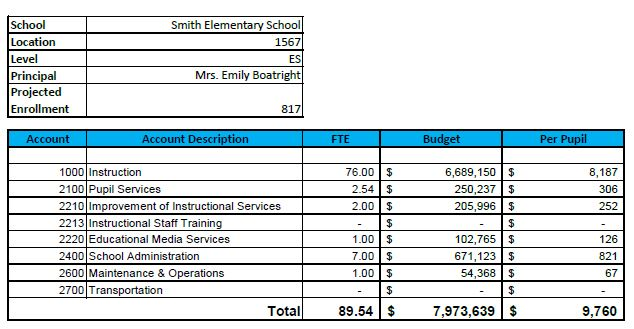 School Smith Elementary School
Location 1567
Level ES
Principal Mrs. Emily Boatright
Projected
Enrollment 817
Account Account Description FTE Budget Per Pupil
1000 Instruction 76.00 $ 6,689,150 $ 8,187
2100 Pupil Services 2.54 $ 250,237 $ 306
2210 Improvement of Instructional Services 2.00 $ 205,996 $ 252
2213 Instructional Staff Training - $ - $ -
2220 Educational Media Services 1.00 $ 102,765 $ 126
2400 School Administration 7.00 $ 671,123 $ 821
2600 Maintenance & Operations 1.00 $ 54,368 $ 67
2700 Transportation - $ - $ -
Total 89.54 $ 7,973,639 $ 9,760